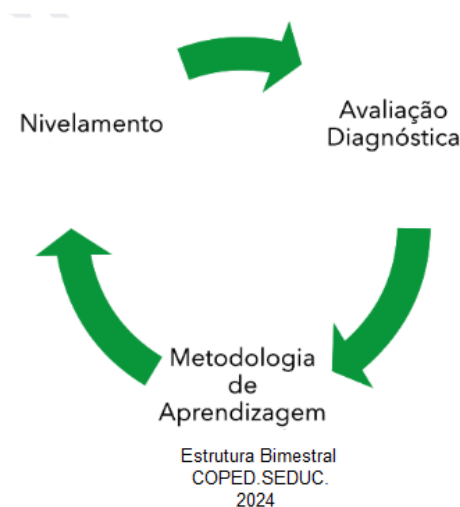 Nivelamento
Avaliação
Diagnóstica
Metodologia
de
Aprendizagem
Estrutura Bimestral
COPED.SEDUC.
2024